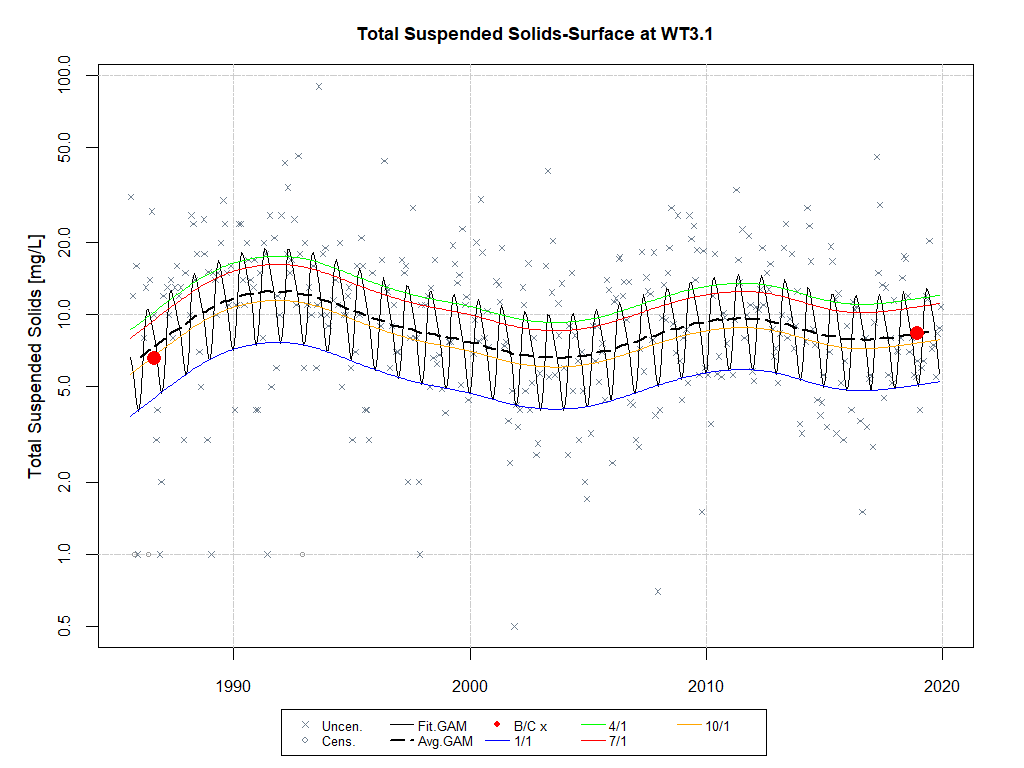 Total Suspended Solids-Surface at WT3.1
Total Suspended Solids [mg/L]
100.0
50.0
20.0
10.0
5.0
2.0
1.0
0.5
1990 2000 2010 2020
Uncen. Fit.GAM B/C x 4/1 10/1
Cens. Avg.GAM 1/1 7/1